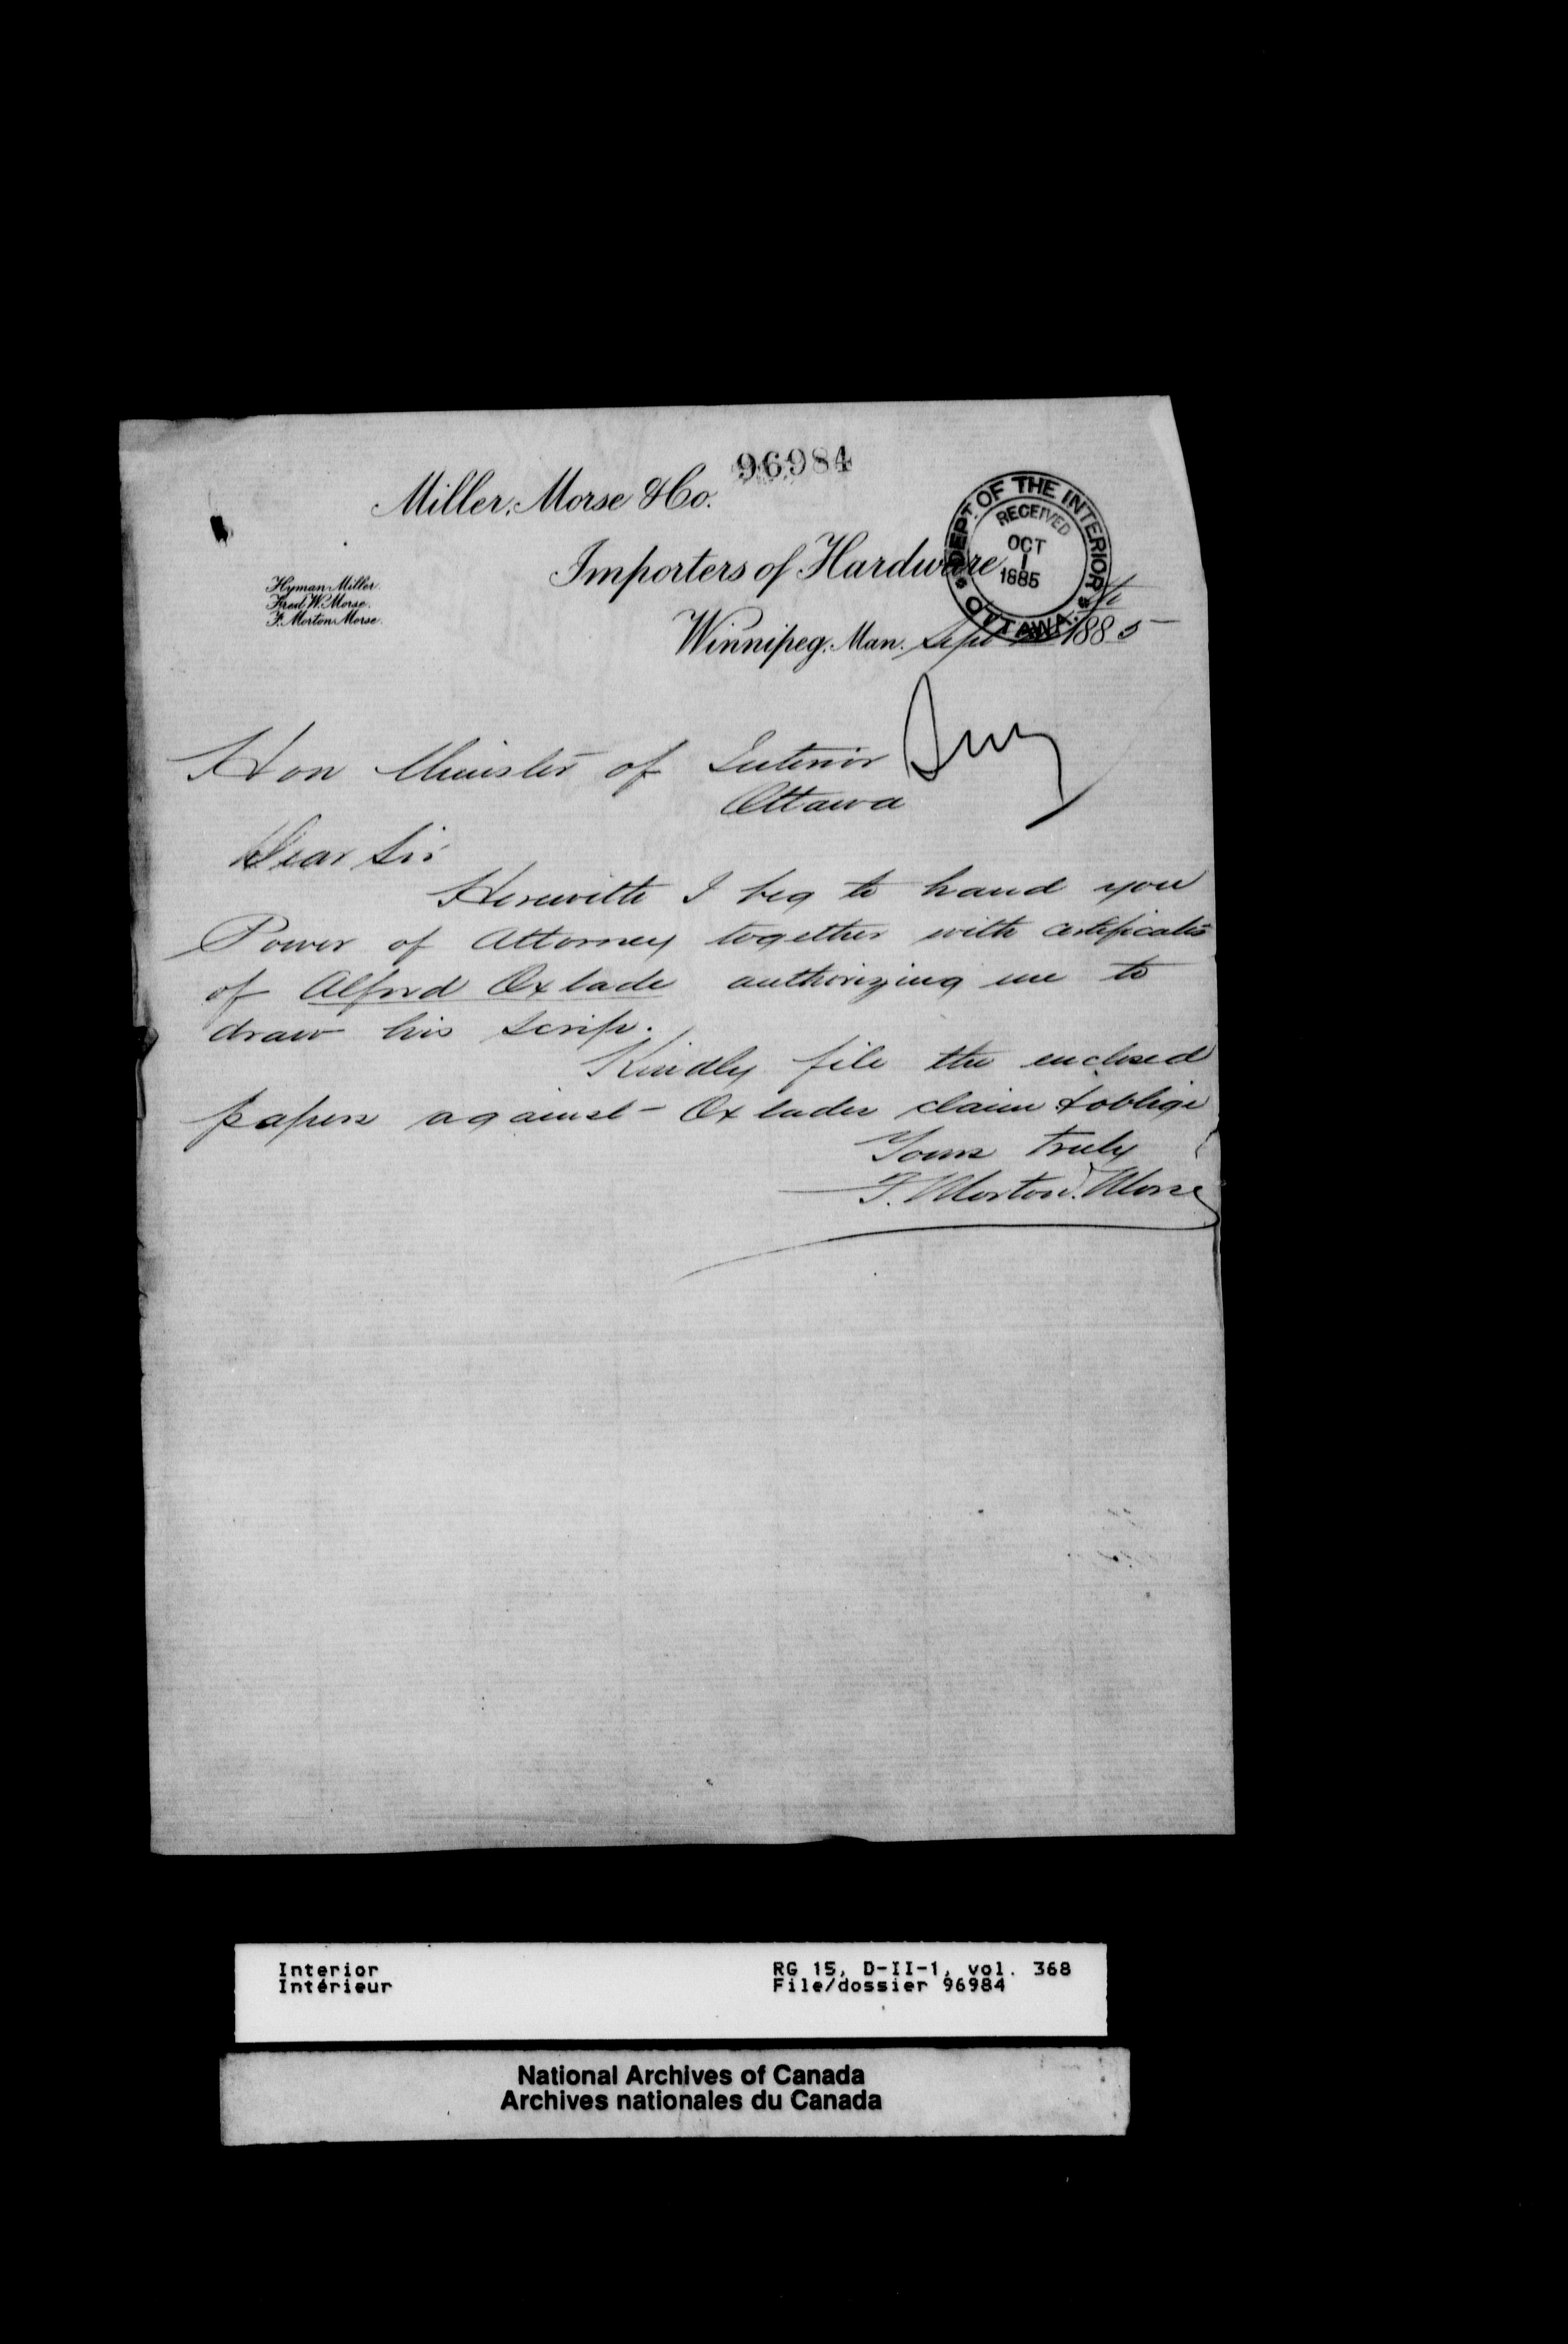 96984
Miller, Morse & Co.
Importers of Hardware
DEPT. OF THE INTERIOR
RECEIVED
OCT
1
1885
OTTAWA
Hyman Miller.
Fred W. Morse.
F. Morton Morse.
Winnipeg, Man. Sept 1885
Hon Minister of Interior
Ottawa
Dear Sir
Herewith I beg to hand you
Power of Attorney together with certificate
of Alfred Oxlade authorizing me to
draw his scrip.
Kindly file the enclosed
papers against Oxlades claim & oblige
Yours truly
F. Morton Morse
Interior
Intérieur
RG 15, D-II-1, vol. 368
File/dossier 96984
National Archives of Canada
Archives nationales du Canada